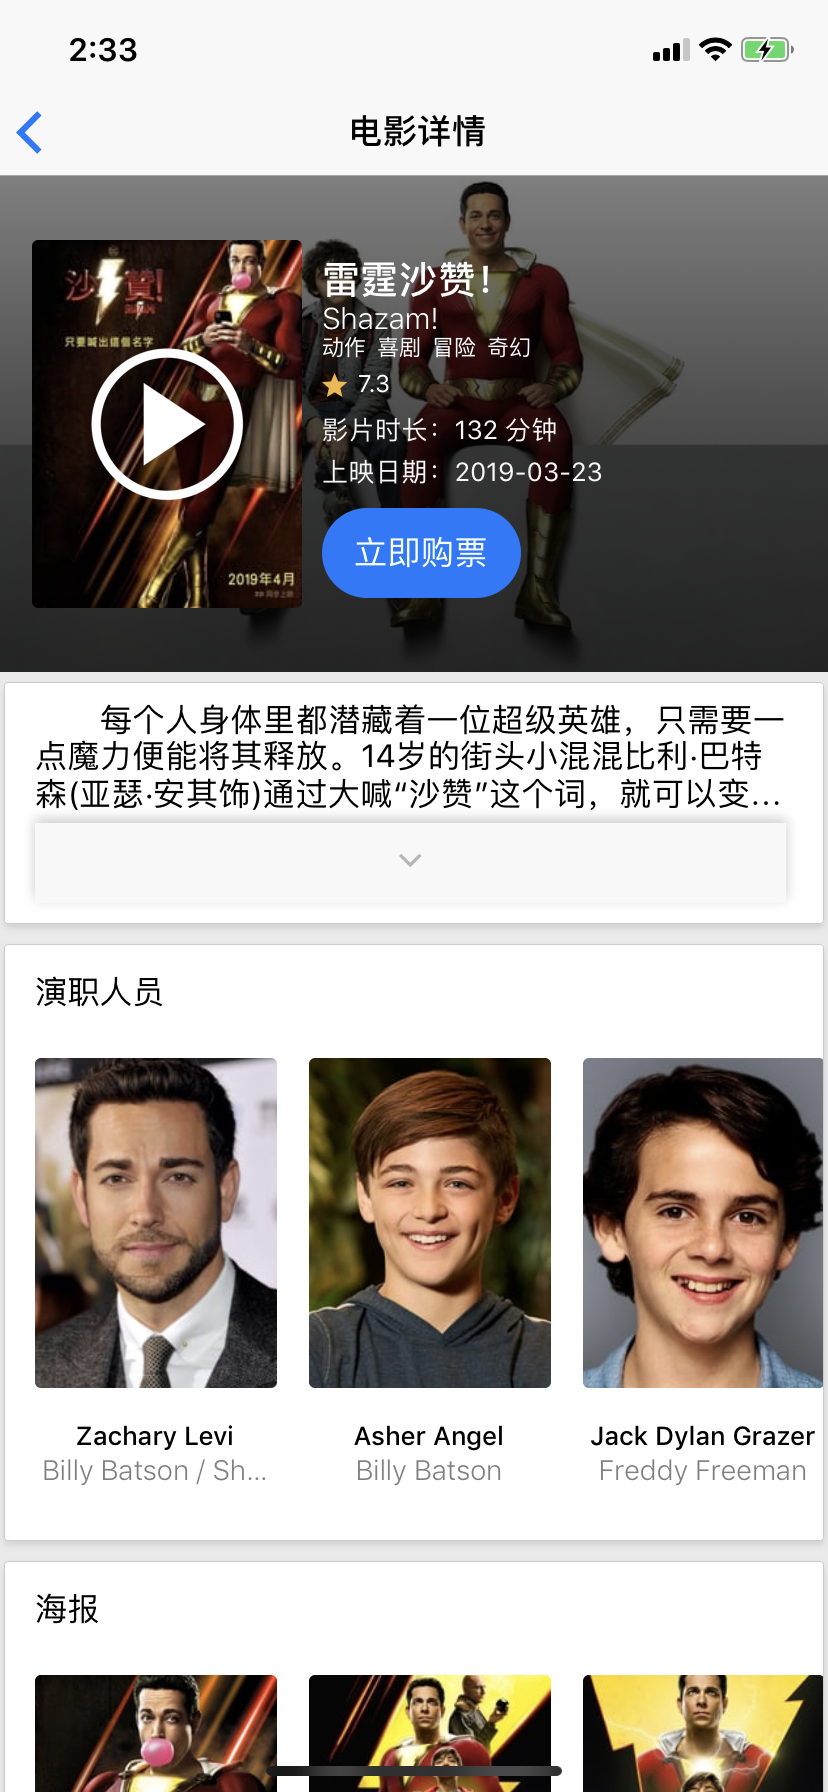 2:33
电影详情
沙贊!
SHAZAM!
只要喊出這個名字
2019年4月
雷霆沙赞!
Shazam!
动作 喜剧 冒险 奇幻
7.3
影片时长：132 分钟
上映日期：2019-03-23
立即购票
每个人身体里都潜藏着一位超级英雄，只需要一
点魔力便能将其释放。14岁的街头小混混比利·巴特
森(亚瑟·安其饰)通过大喊“沙赞”这个词，就可以变...
演职人员
Zachary Levi
Asher Angel
Jack Dylan Grazer
Billy Batson / Sh...
Billy Batson
Freddy Freeman
海报